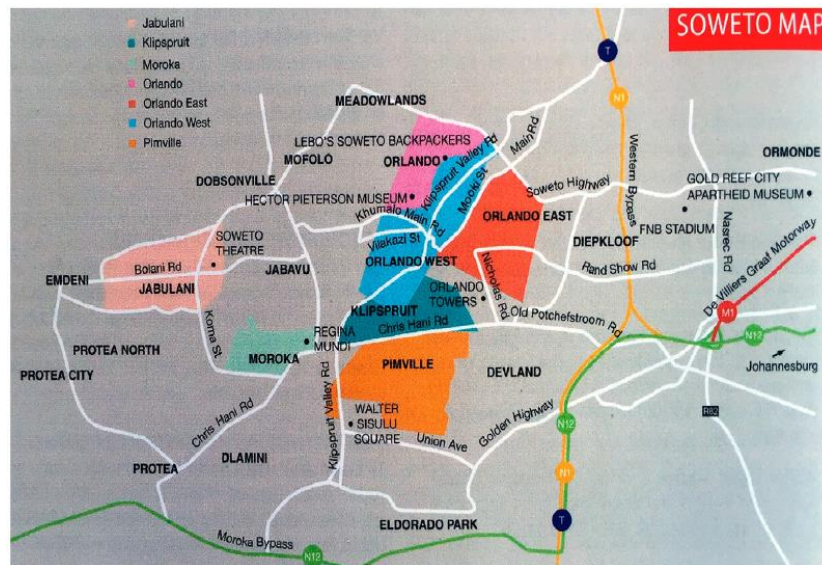 SOWETO MAP
Jabulani
Klipspruit
Moroka
Orlando
Orlando East
Orlando West
Pimville
T
N1
MEADOWLANDS
LEBO'S SOWETO BACKPACKERS
MOFOLO
ORLANDO
Klipspruit Valley Rd
Main Rd
Western Bypass
ORMONDE
DOBSONVILLE
HECTOR PIETERSON MUSEUM
Mooki St
Soweto Highway
GOLD REEF CITY
APARTHEID MUSEUM
Khumalo Main Rd
ORLANDO EAST
FNB STADIUM
Nasrec Rd
SOWETO
THEATRE
Vilakazi St
DIEPKLOOF
De Villiers Graaf Motorway
Bolani Rd
JABAVU
ORLANDO WEST
Nicholas Rd
Rand Show Rd
EMDENI
JABULANI
ORLANDO
TOWERS
KLIPSPRUIT
Old Potchefstroom Rd
M1
Koma St.
REGINA
MUNDI
Chris Hani Rd
N12
N12
PROTEA NORTH
MOROKA
PIMVILLE
DEVLAND
Johannesburg
PROTEA CITY
Klipspruit Valley Rd
WALTER
SISULU
SQUARE
Golden Highway
R82
Chris Hani Rd
Union Ave
N12
PROTEA
DLAMINI
N1
ELDORADO PARK
T
Moroka Bypass
N12